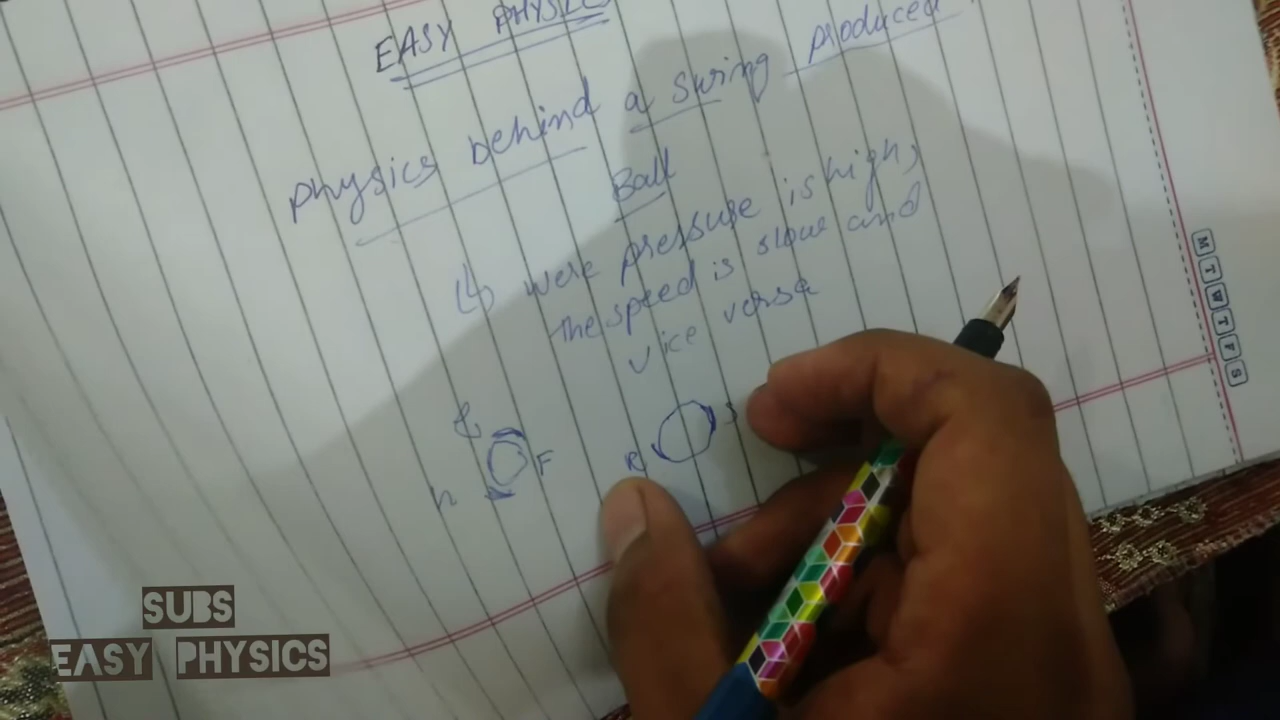 EASY PHYSICS
Physics behind a swing produced
Ball
↳ were pressure is high,
the speed is slow and
vice versa
F
h
R
S
M T W T F S
SUBS
EASY PHYSICS